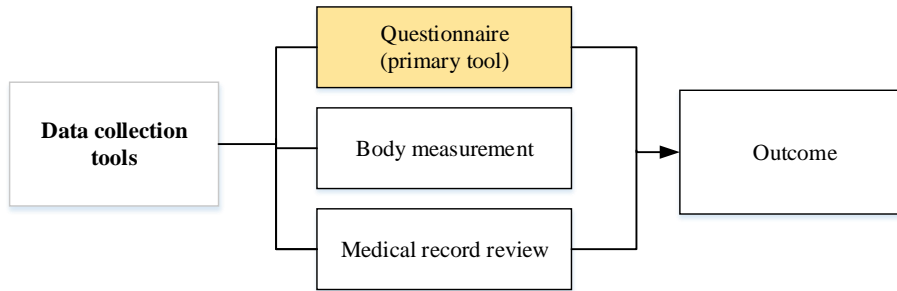 Data collection
tools
Questionnaire
(primary tool)
Body measurement
Medical record review
Outcome